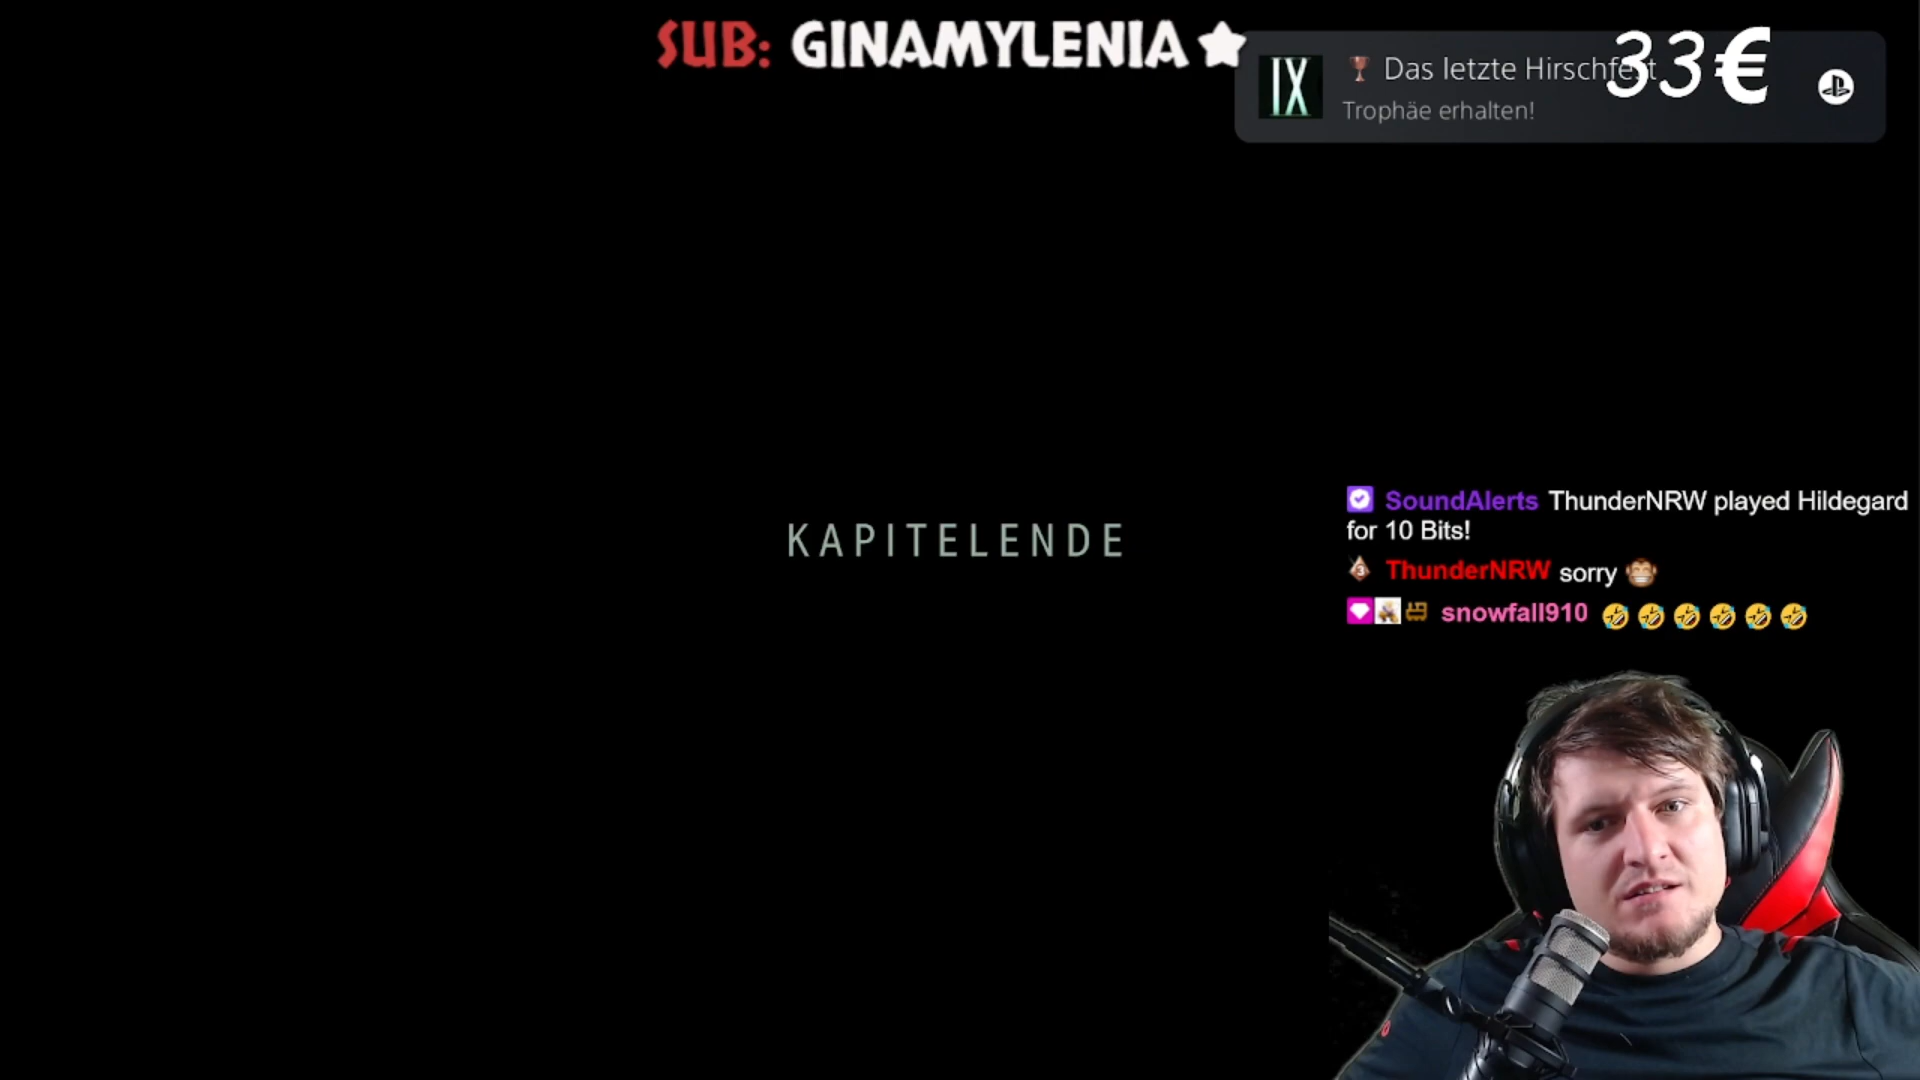 SUB: GINAMYLENIA
IX
Das letzte Hirschfest
33€
Trophäe erhalten!
KAPITELENDE
SoundAlerts ThunderNRW played Hildegard
for 10 Bits!
3 ThunderNRW sorry 🙈
snowfall910 🤣🤣🤣🤣🤣🤣